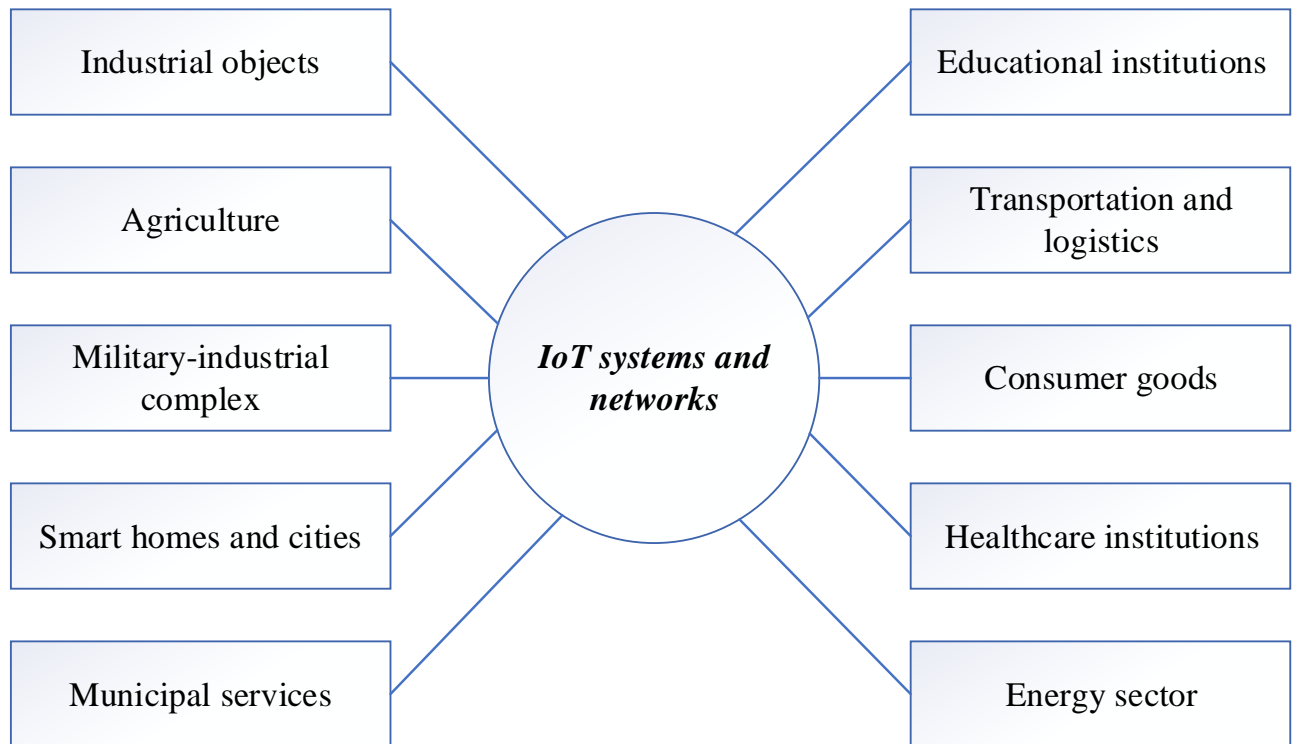 Industrial objects
Agriculture
Military-industrial
complex
Smart homes and cities
Municipal services
IoT systems and
networks
Educational institutions
Transportation and
logistics
Consumer goods
Healthcare institutions
Energy sector